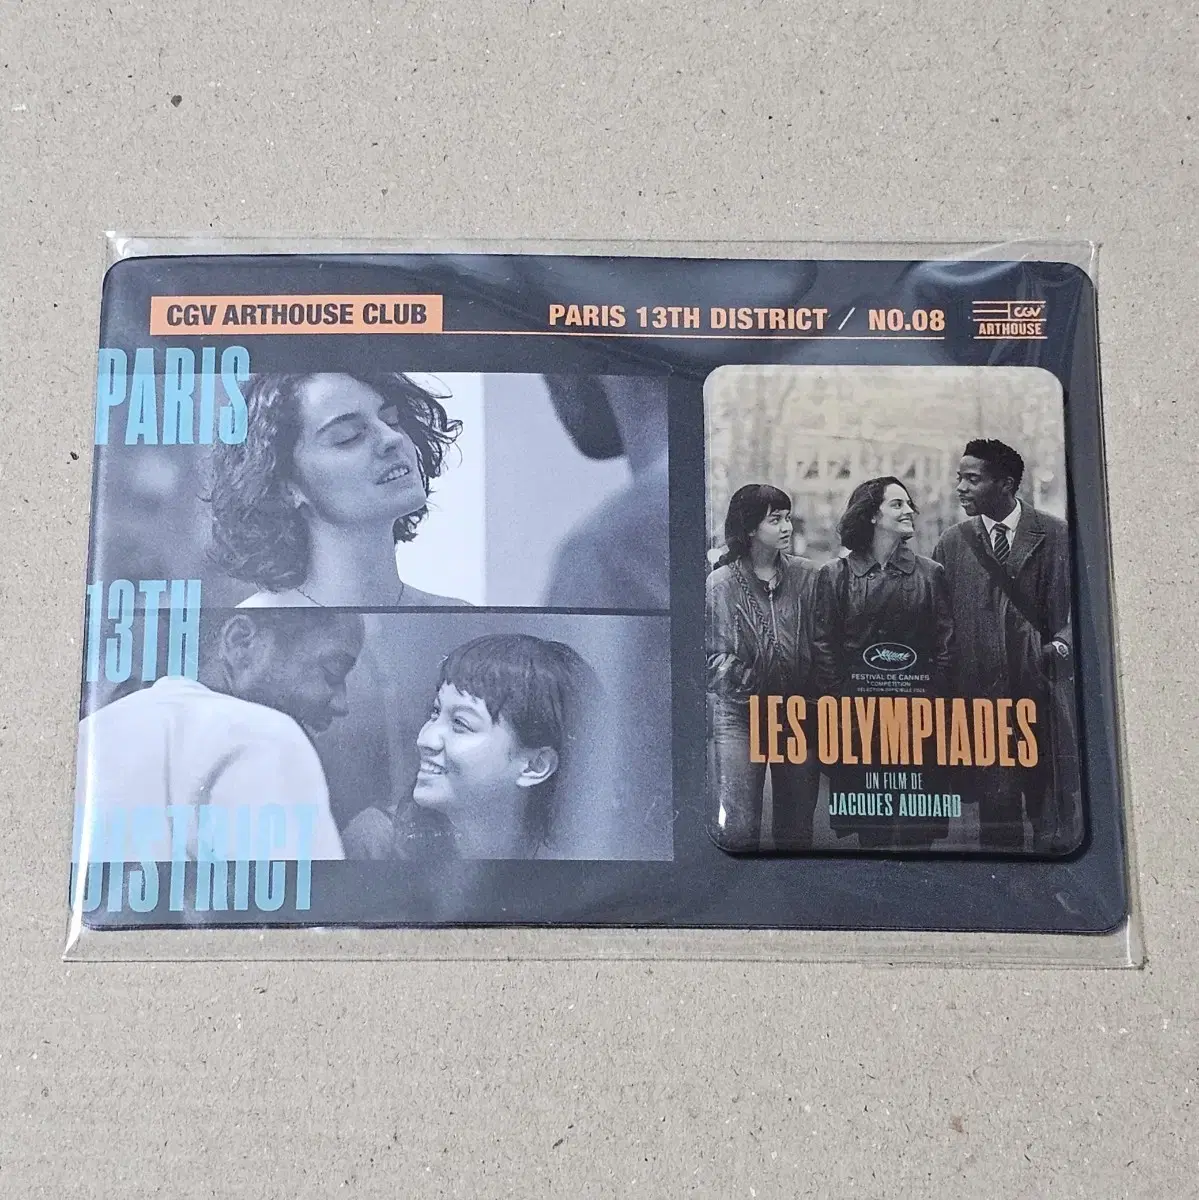 CGV ARTHOUSE CLUB
PARIS 13TH DISTRICT / NO.08
CGV
ARTHOUSE
PARIS
13TH
DISTRICT
FESTIVAL DE CANNES
COMPETITION
LES OLYMPIADES
UN FILM DE
JACQUES AUDIARD